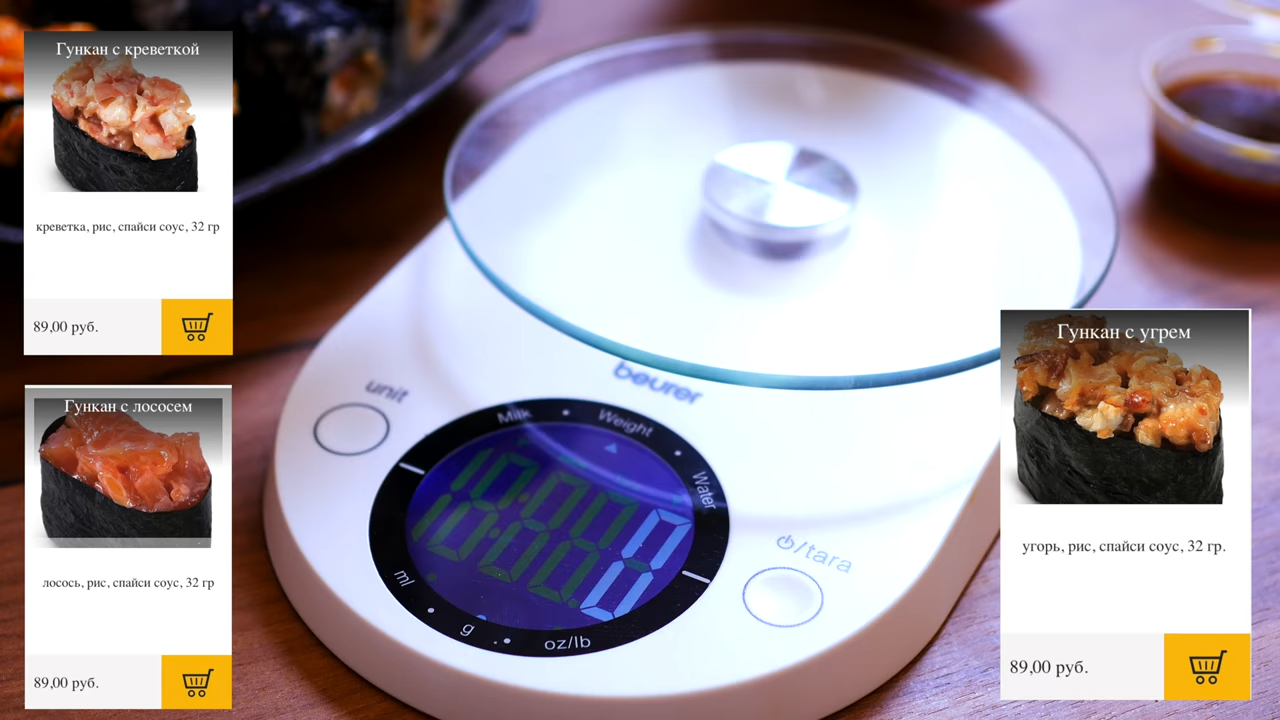 Гункан с креветкой
креветка, рис, спайси соус, 32 гр
89,00 руб.
Гункан с лососем
лосось, рис, спайси соус, 32 гр
89,00 руб.
beurer
unit
Milk • Weight • Water
0
ml • g • oz/lb
/tara
Гункан с угрем
угорь, рис, спайси соус, 32 гр.
89,00 руб.